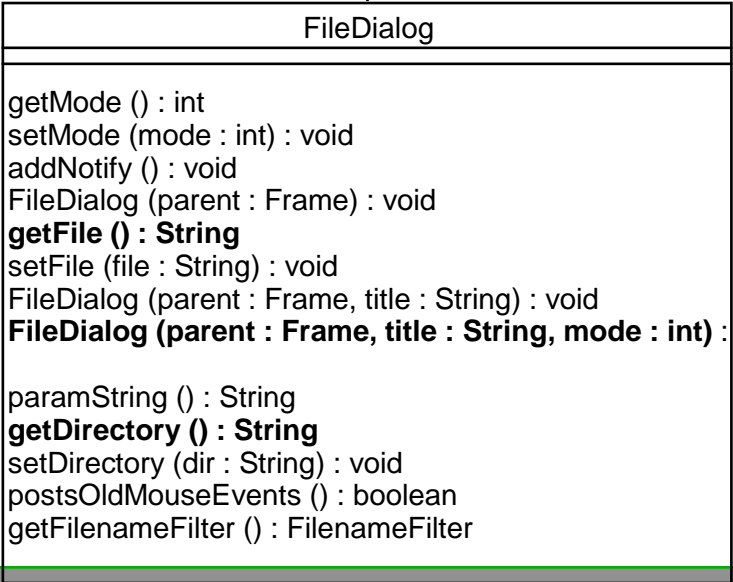 FileDialog
getMode () : int
setMode (mode : int) : void
addNotify () : void
FileDialog (parent : Frame) : void
getFile () : String
setFile (file : String) : void
FileDialog (parent : Frame, title : String) : void
FileDialog (parent : Frame, title : String, mode : int) :
paramString () : String
getDirectory () : String
setDirectory (dir : String) : void
postsOldMouseEvents () : boolean
getFilenameFilter () : FilenameFilter